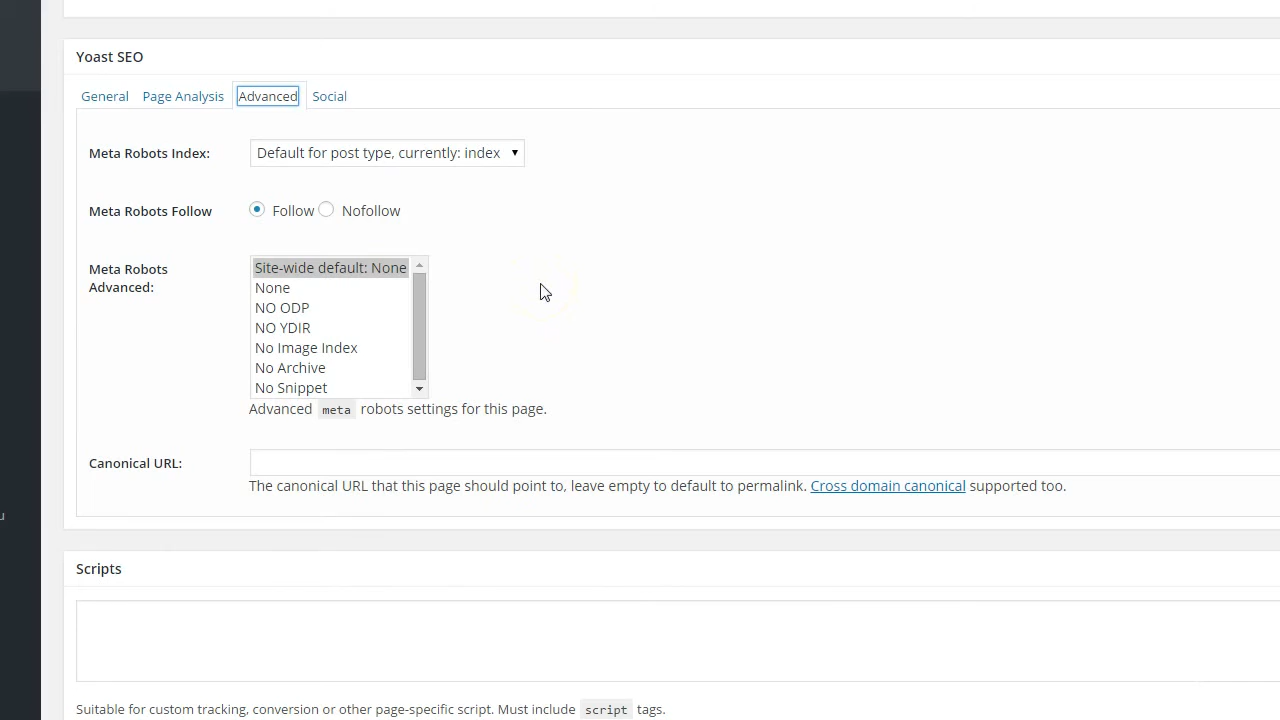 Yoast SEO
General Page Analysis Advanced Social
Meta Robots Index: Default for post type, currently: index
Meta Robots Follow Follow Nofollow
Meta Robots Advanced:
Site-wide default: None
None
NO ODP
NO YDIR
No Image Index
No Archive
No Snippet
Advanced meta robots settings for this page.
Canonical URL:
The canonical URL that this page should point to, leave empty to default to permalink. Cross domain canonical supported too.
u
Scripts
Suitable for custom tracking, conversion or other page-specific script. Must include script tags.